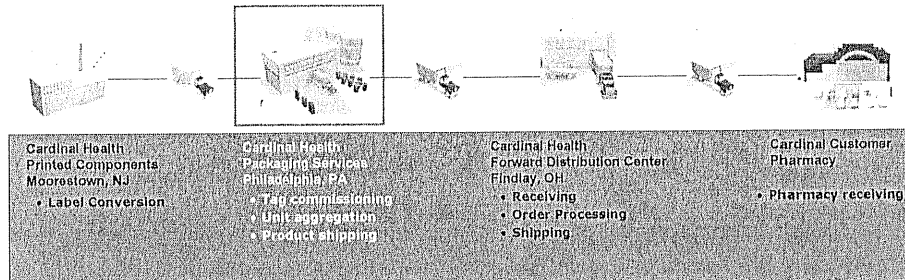 Cardinal Health
Printed Components
Moorestown, NJ
• Label Conversion
Cardinal Health
Packaging Services
Philadelphia, PA
• Tag commissioning
• Unit aggregation
• Product shipping
Cardinal Health
Forward Distribution Center
Findlay, OH
• Receiving
• Order Processing
• Shipping
Cardinal Customer
Pharmacy
• Pharmacy receiving